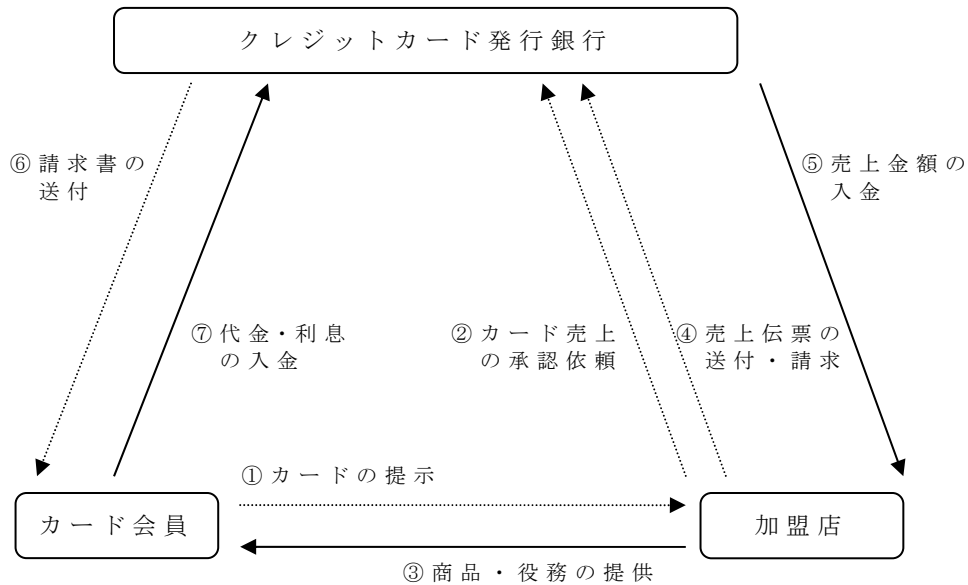 クレジットカード発行銀行
⑥請求書の
送付
⑤売上金額の
入金
⑦代金・利息
の入金
②カード売上
の承認依頼
④売上伝票の
送付・請求
①カードの提示
カード会員
加盟店
③商品・役務の提供